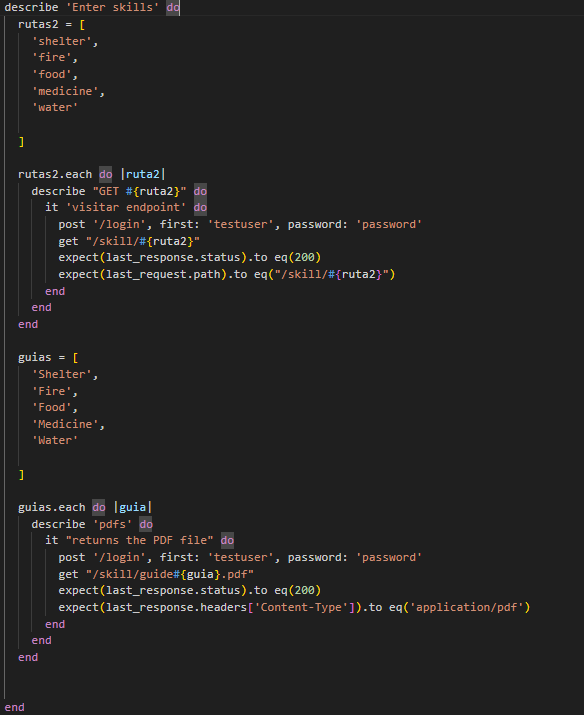 describe 'Enter skills' do
rutas2 = [
'shelter',
'fire',
'food',
'medicine',
'water'
]
rutas2.each do |ruta2|
describe "GET #{ruta2}" do
it 'visitar endpoint' do
post '/login', first: 'testuser', password: 'password'
get "/skill/#{ruta2}"
expect(last_response.status).to eq(200)
expect(last_request.path).to eq("/skill/#{ruta2}")
end
end
end
guias = [
'Shelter',
'Fire',
'Food',
'Medicine',
'Water'
]
guias.each do |guia|
describe 'pdfs' do
it "returns the PDF file" do
post '/login', first: 'testuser', password: 'password'
get "/skill/guide#{guia}.pdf"
expect(last_response.status).to eq(200)
expect(last_response.headers['Content-Type']).to eq('application/pdf')
end
end
end
end